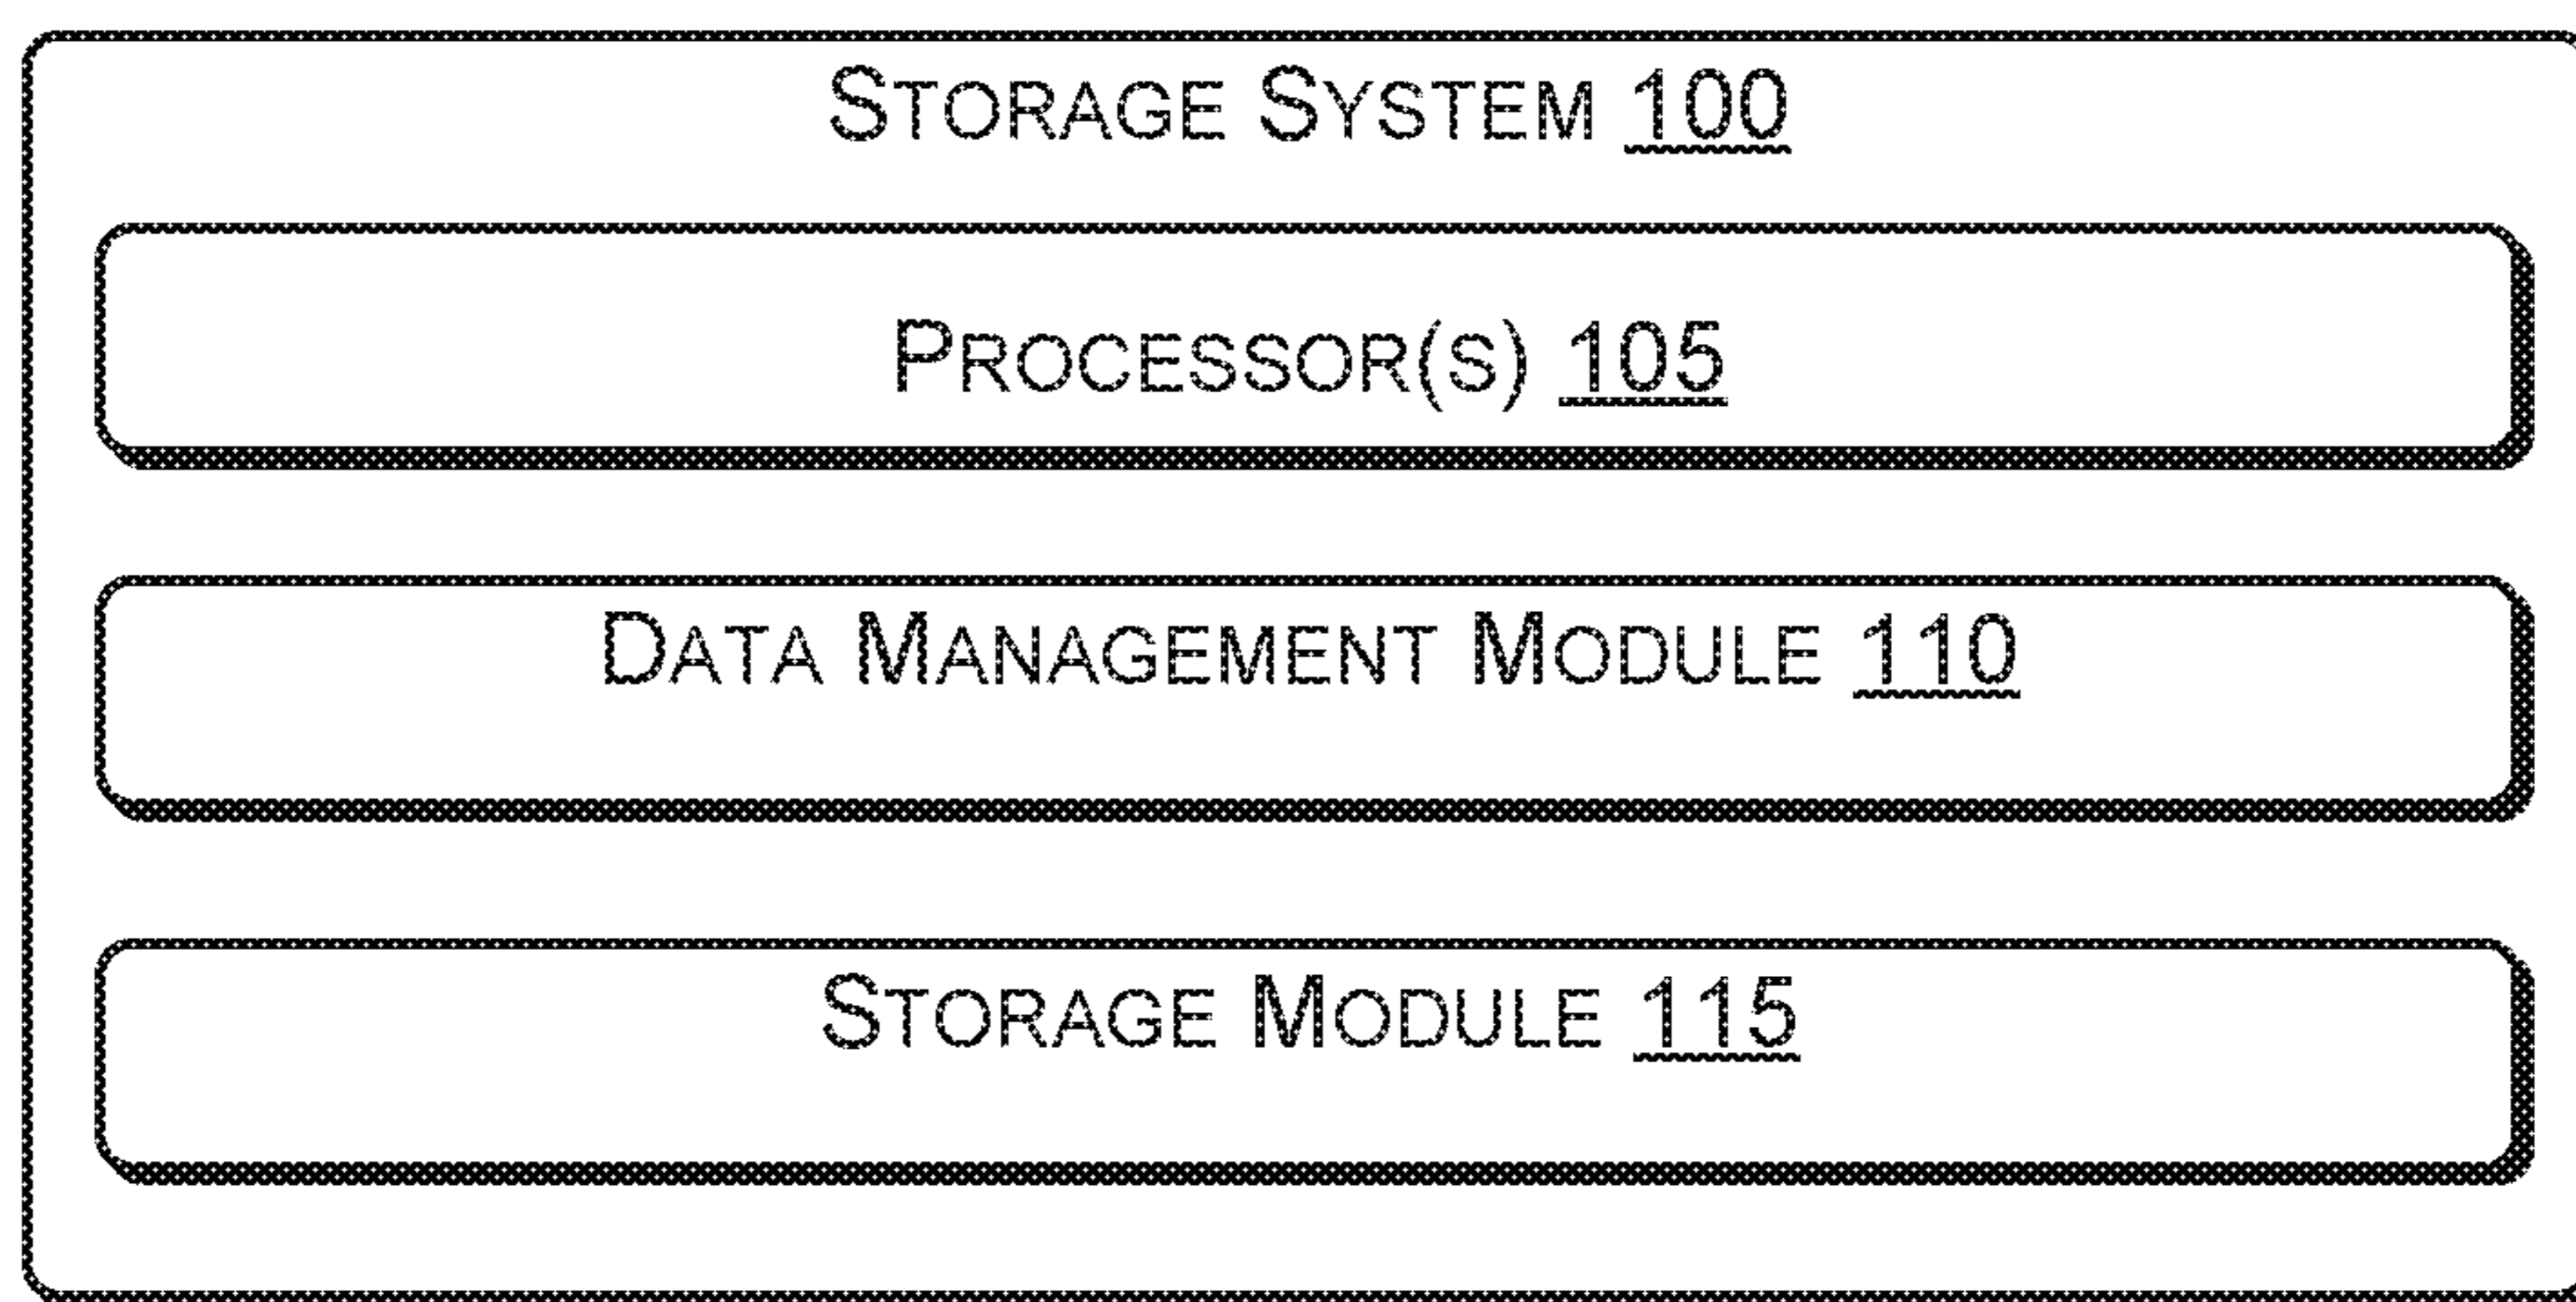 STORAGE SYSTEM 100
PROCESSOR(S) 105
DATA MANAGEMENT MODULE 110
STORAGE MODULE 115